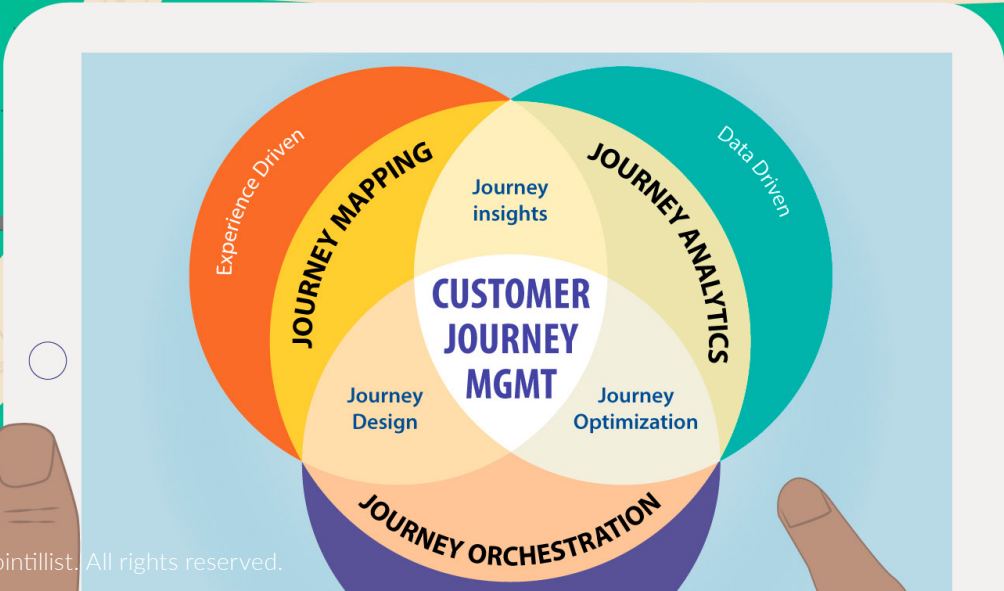 Experience Driven
JOURNEY MAPPING
Journey
insights
JOURNEY ANALYTICS
Data Driven
CUSTOMER
JOURNEY
MGMT
Journey
Design
Journey
Optimization
JOURNEY ORCHESTRATION
ointillist. All rights reserved.